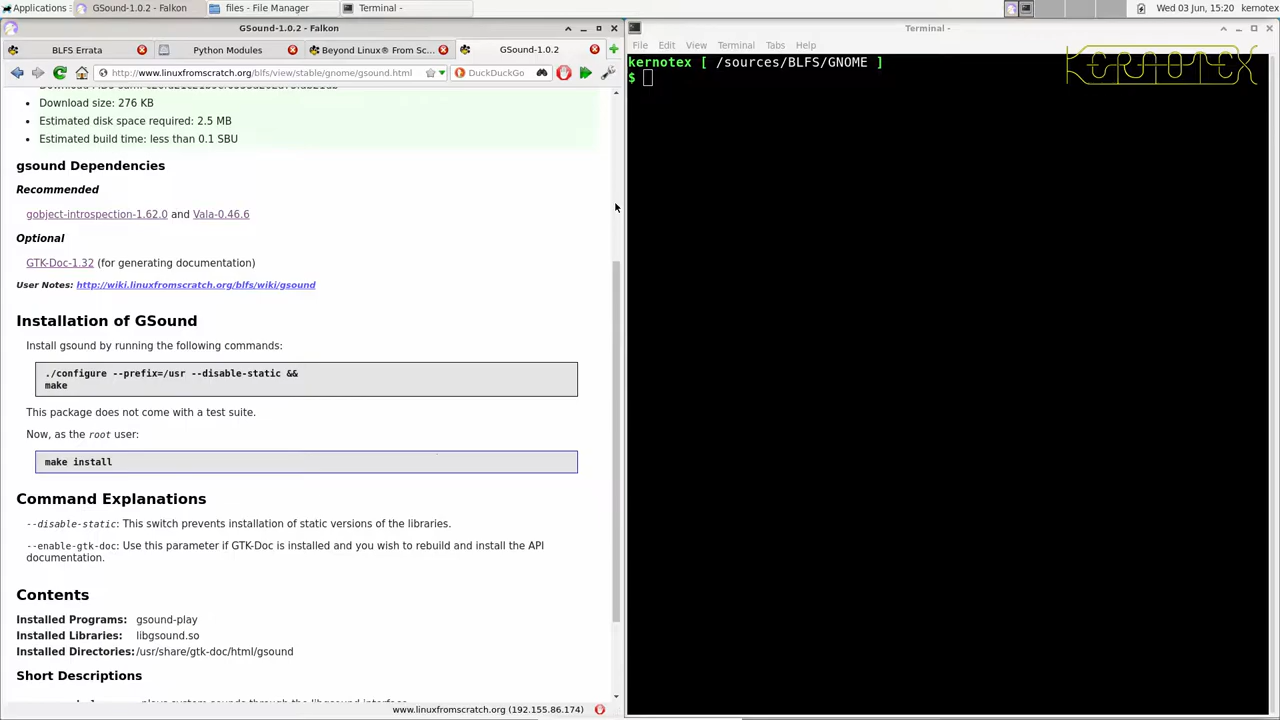 Applications
GSound-1.0.2 - Falkon
files - File Manager
Terminal -
Wed 03 Jun, 15:20
kernotex
GSound-1.0.2 - Falkon
BLFS Errata
Python Modules
Beyond Linux® From Sc...
GSound-1.0.2
http://www.linuxfromscratch.org/blfs/view/stable/gnome/gsound.html
DuckDuckGo
Download size: 276 KB
Estimated disk space required: 2.5 MB
Estimated build time: less than 0.1 SBU
gsound Dependencies
Recommended
gobject-introspection-1.62.0 and Vala-0.46.6
Optional
GTK-Doc-1.32 (for generating documentation)
User Notes: http://wiki.linuxfromscratch.org/blfs/wiki/gsound
Installation of GSound
Install gsound by running the following commands:
./configure --prefix=/usr --disable-static &&
make
This package does not come with a test suite.
Now, as the root user:
make install
Command Explanations
--disable-static: This switch prevents installation of static versions of the libraries.
--enable-gtk-doc: Use this parameter if GTK-Doc is installed and you wish to rebuild and install the API
documentation.
Contents
Installed Programs: gsound-play
Installed Libraries: libgsound.so
Installed Directories: /usr/share/gtk-doc/html/gsound
Short Descriptions
www.linuxfromscratch.org (192.155.86.174)
Terminal -
File Edit View Terminal Tabs Help
kernotex [ /sources/BLFS/GNOME ]
$
KERNOTEX